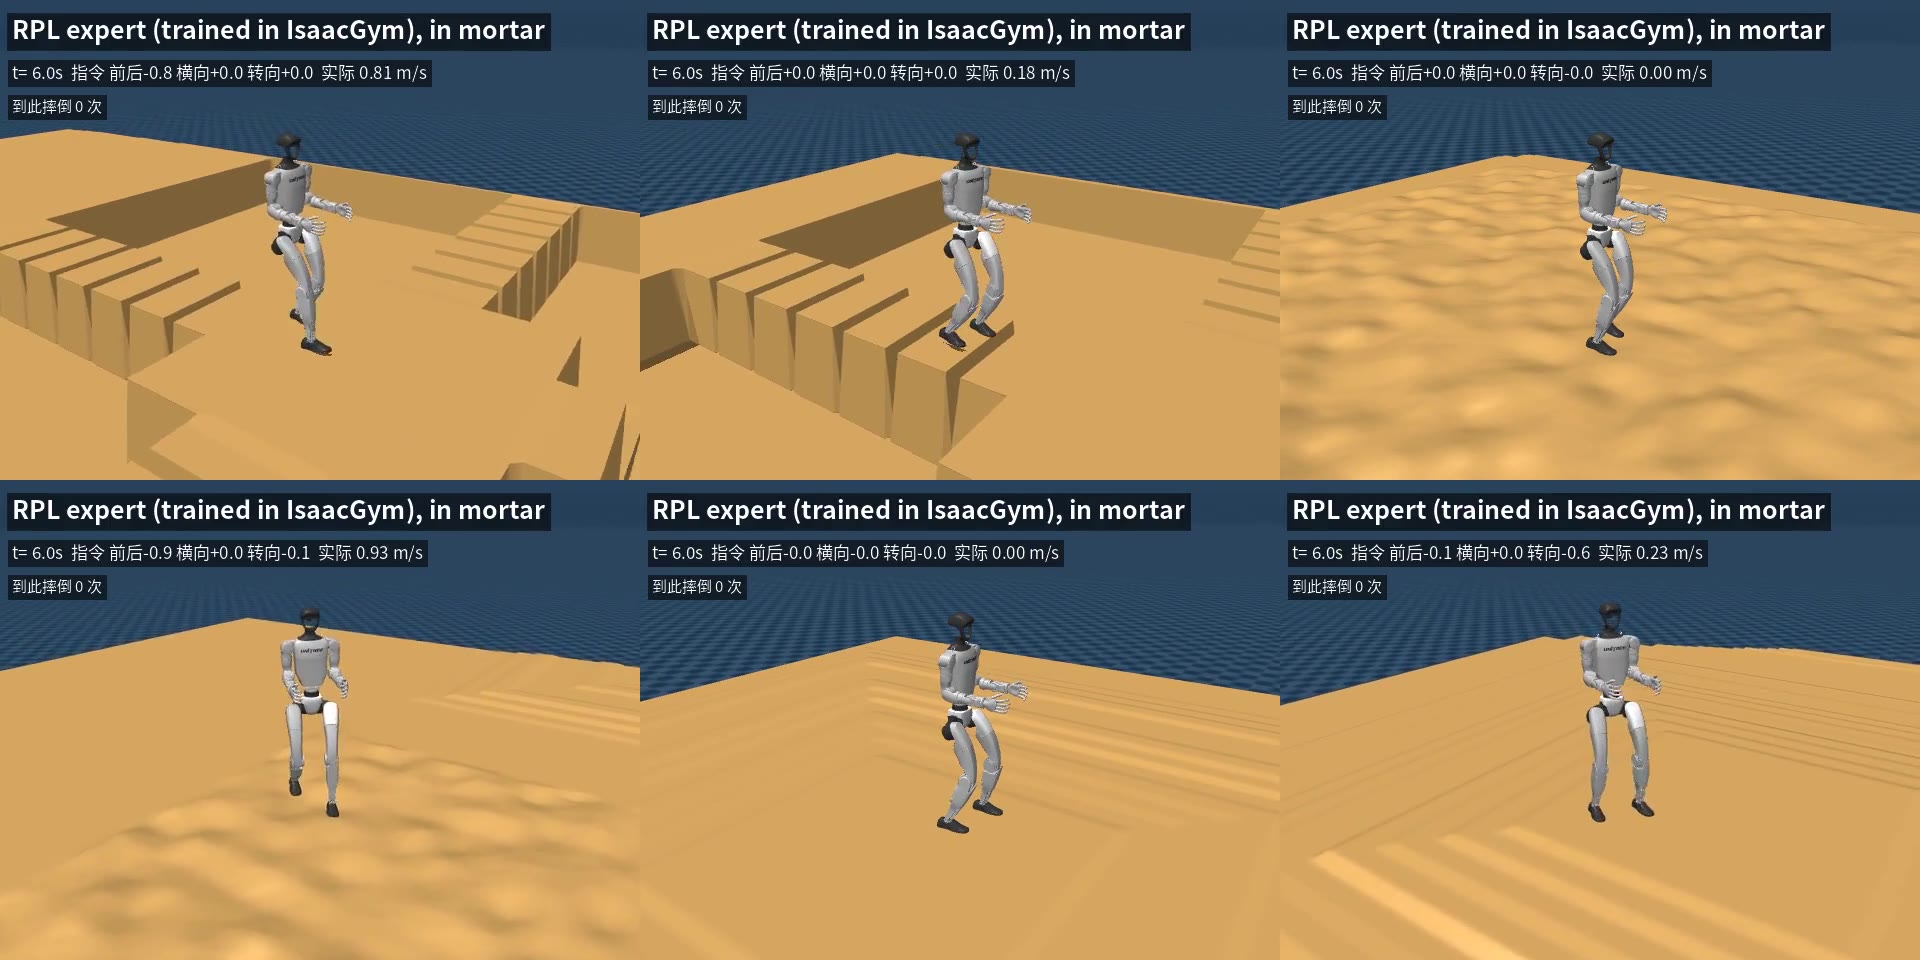 RPL expert (trained in IsaacGym), in mortar
t= 6.0s 指令 前后-0.8 横向+0.0 转向+0.0 实际 0.81 m/s
到此摔倒 0 次
RPL expert (trained in IsaacGym), in mortar
t= 6.0s 指令 前后+0.0 横向+0.0 转向+0.0 实际 0.18 m/s
到此摔倒 0 次
RPL expert (trained in IsaacGym), in mortar
t= 6.0s 指令 前后+0.0 横向+0.0 转向-0.0 实际 0.00 m/s
到此摔倒 0 次
RPL expert (trained in IsaacGym), in mortar
t= 6.0s 指令 前后-0.9 横向+0.0 转向-0.1 实际 0.93 m/s
到此摔倒 0 次
RPL expert (trained in IsaacGym), in mortar
t= 6.0s 指令 前后-0.0 横向-0.0 转向-0.0 实际 0.00 m/s
到此摔倒 0 次
RPL expert (trained in IsaacGym), in mortar
t= 6.0s 指令 前后-0.1 横向+0.0 转向-0.6 实际 0.23 m/s
到此摔倒 0 次